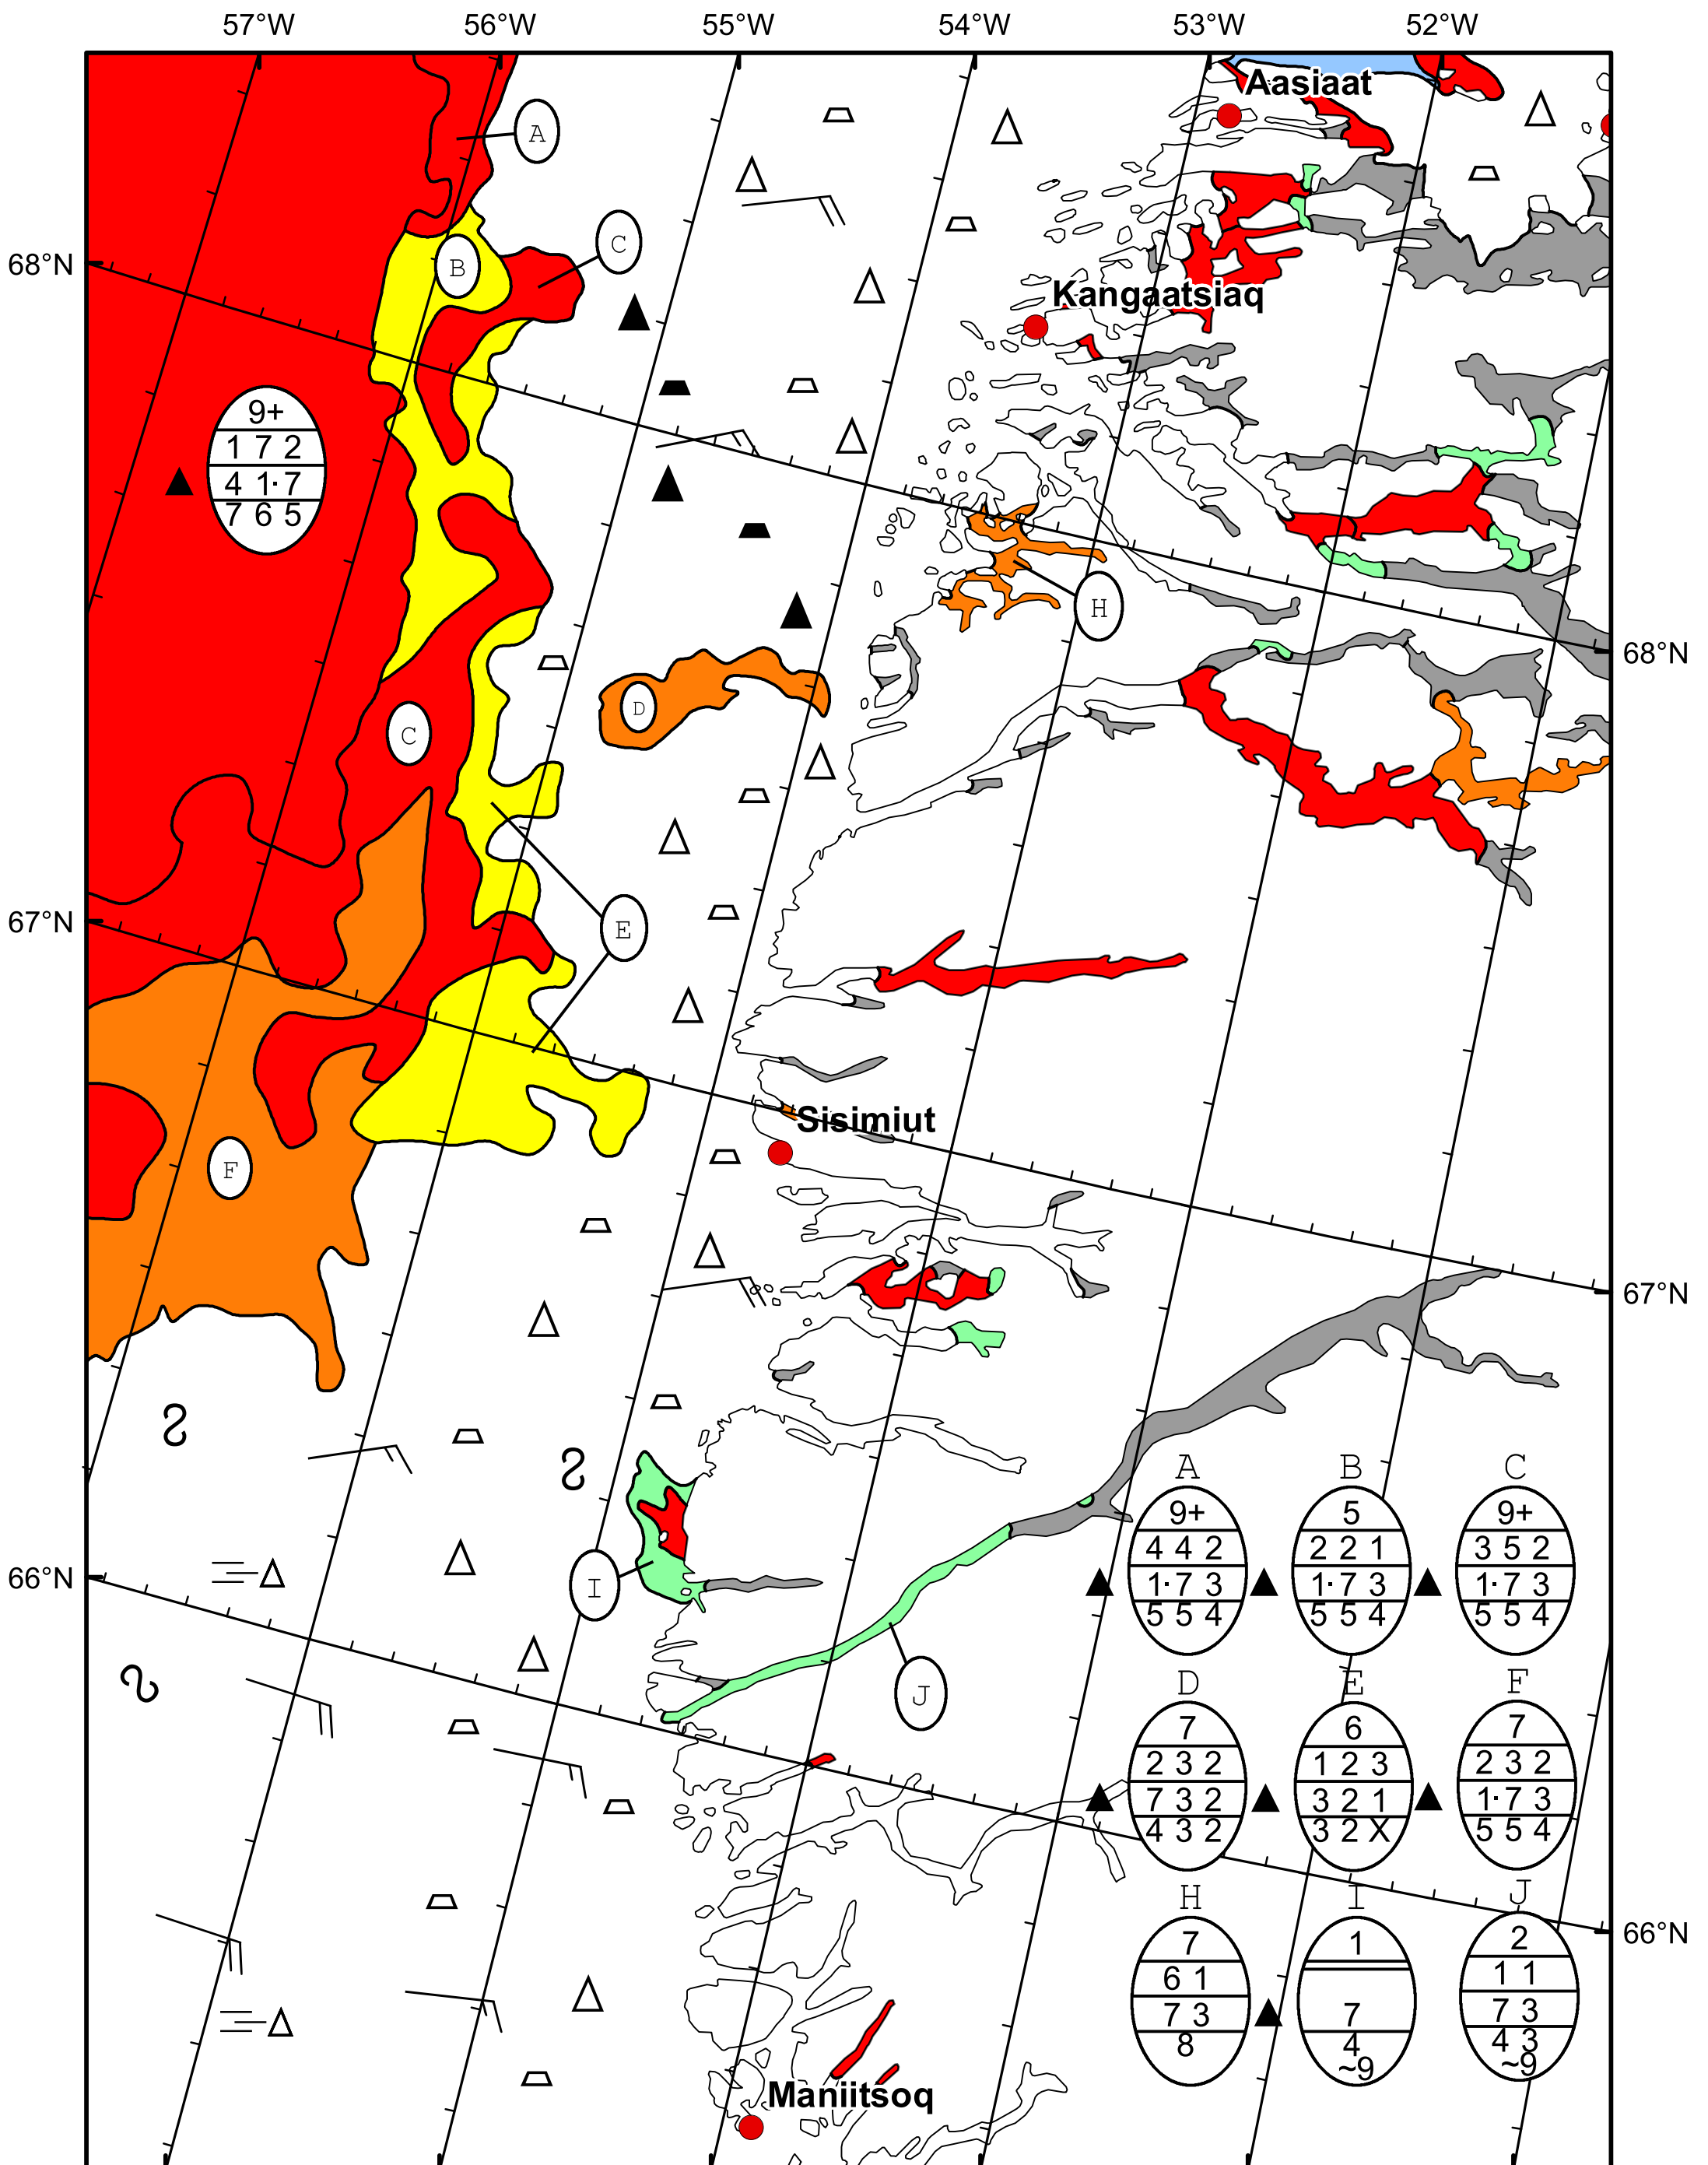 57°W 56°W 55°W 54°W 53°W 52°W
Aasiaat
A
C
68°N
B
Kangaatsiaq
9+
1 7 2
4 1· 7
7 6 5
H
68°N
D
C
67°N
E
Sisimiut
F
67°N
I
66°N
J
A B C
9+ 5 9+
4 4 2 2 2 1 3 5 2
1· 7 3 1· 7 3 1· 7 3
5 5 4 5 5 4 5 5 4
D E F
7 6 7
2 3 2 1 2 3 2 3 2
7 3 2 3 2 1 1· 7 3
4 3 2 3 2 X 5 5 4
66°N
H I J
7 1 2
6 1 1 1
7 3 7 7 3
8 4 4 3
~9 ~9
Maniitsoq